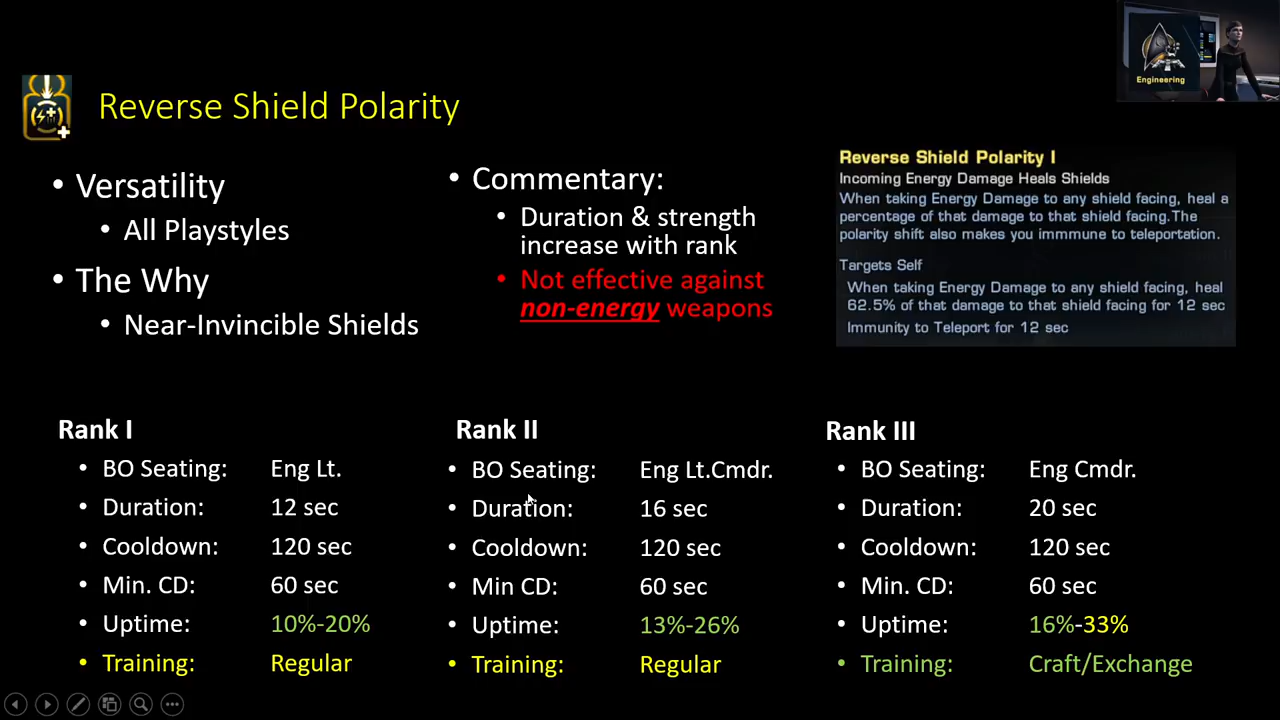 Engineering
Reverse Shield Polarity
• Versatility
• All Playstyles
• The Why
• Near-Invincible Shields
• Commentary:
• Duration & strength
increase with rank
• Not effective against
non-energy weapons
Reverse Shield Polarity I
Incoming Energy Damage Heals Shields
When taking Energy Damage to any shield facing, heal a
percentage of that damage to that shield facing.The
polarity shift also makes you immmune to teleportation.
Targets Self
When taking Energy Damage to any shield facing, heal
62.5% of that damage to that shield facing for 12 sec
Immunity to Teleport for 12 sec
Rank I
• BO Seating: Eng Lt.
• Duration: 12 sec
• Cooldown: 120 sec
• Min. CD: 60 sec
• Uptime: 10%-20%
• Training: Regular
Rank II
• BO Seating: Eng Lt.Cmdr.
• Duration: 16 sec
• Cooldown: 120 sec
• Min CD: 60 sec
• Uptime: 13%-26%
• Training: Regular
Rank III
• BO Seating: Eng Cmdr.
• Duration: 20 sec
• Cooldown: 120 sec
• Min. CD: 60 sec
• Uptime: 16%-33%
• Training: Craft/Exchange